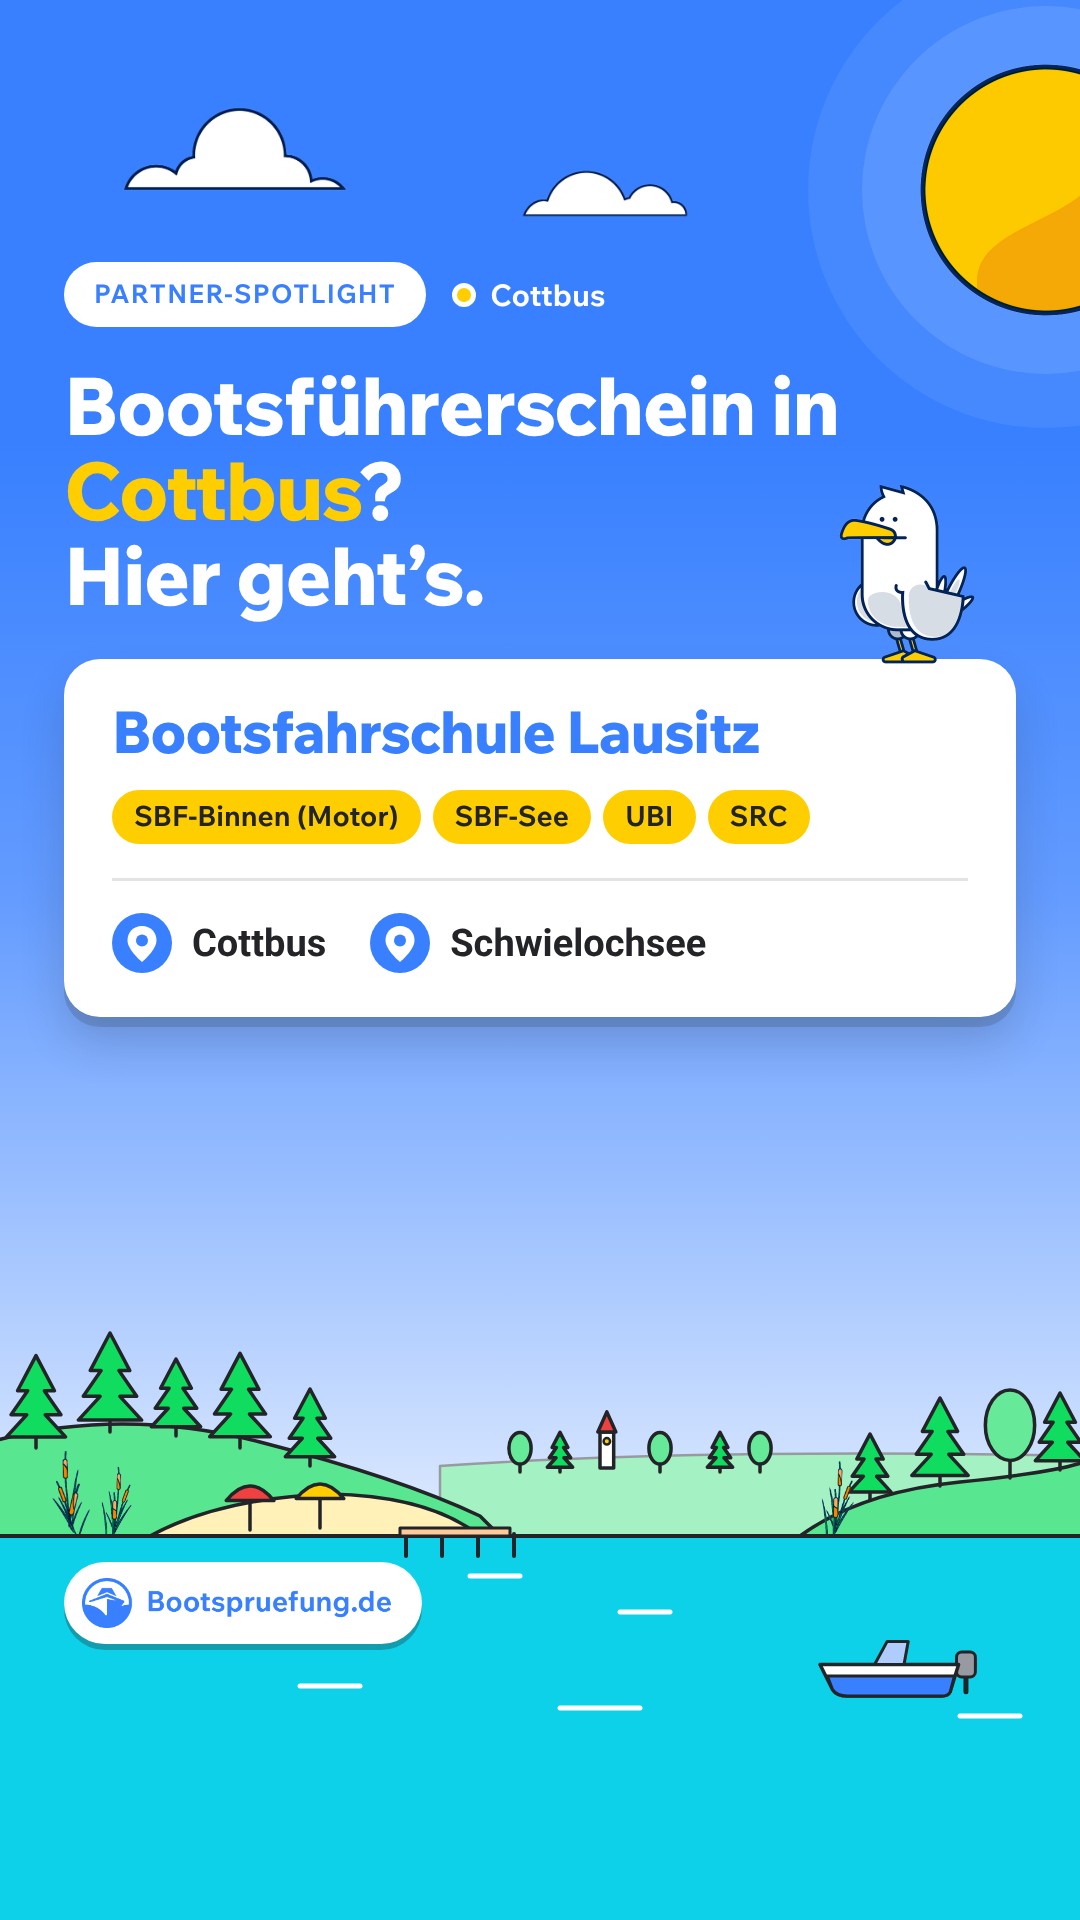 PARTNER-SPOTLIGHT
Cottbus
Bootsführerschein in
Cottbus?
Hier geht’s.
Bootsfahrschule Lausitz
SBF-Binnen (Motor) SBF-See UBI SRC
Cottbus Schwielochsee
Bootspruefung.de